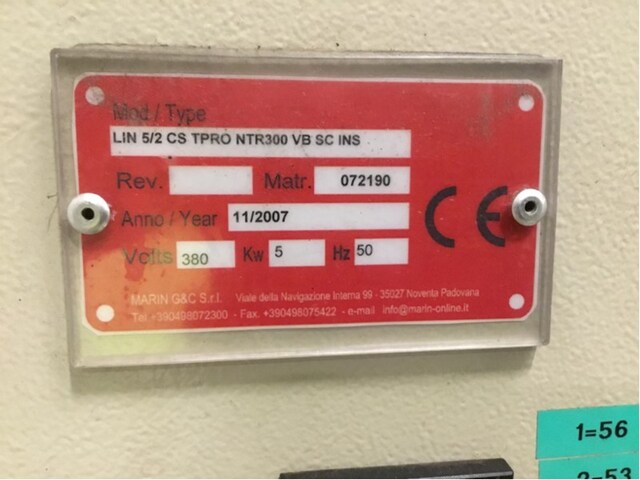 Mod./Type
LIN 5/2 CS TPRO NTR300 VB SC INS
Rev. Matr. 072190
Anno / Year 11/2007
CE
Volts 380 Kw 5 Hz 50
MARIN G&C S.r.l. Viale della Navigazione Interna 99 - 35027 Noventa Padovana
Tel +390498072300 - Fax. +390498075422 - e-mail info@marin-online.it
1=56
2=53